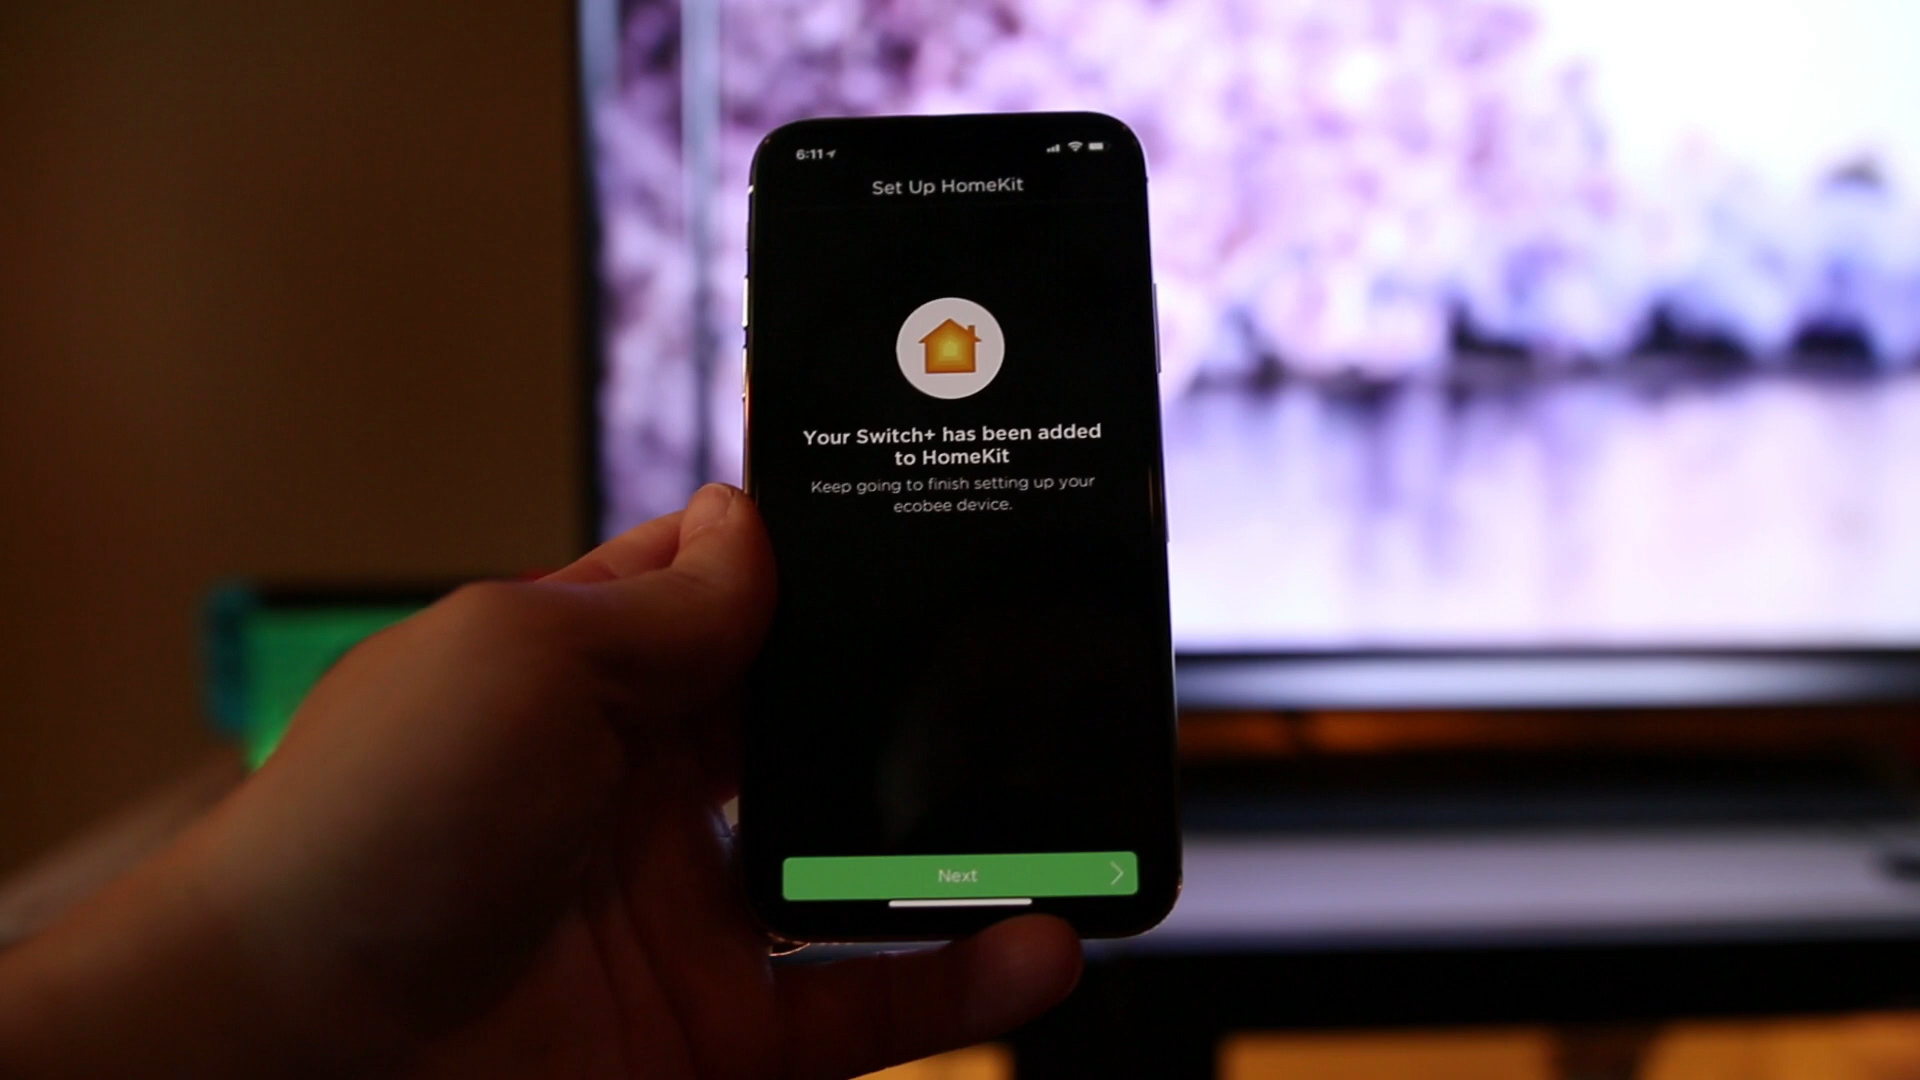 6:11
Set Up HomeKit
Your Switch+ has been added
to HomeKit
Keep going to finish setting up your
ecobee device.
Next